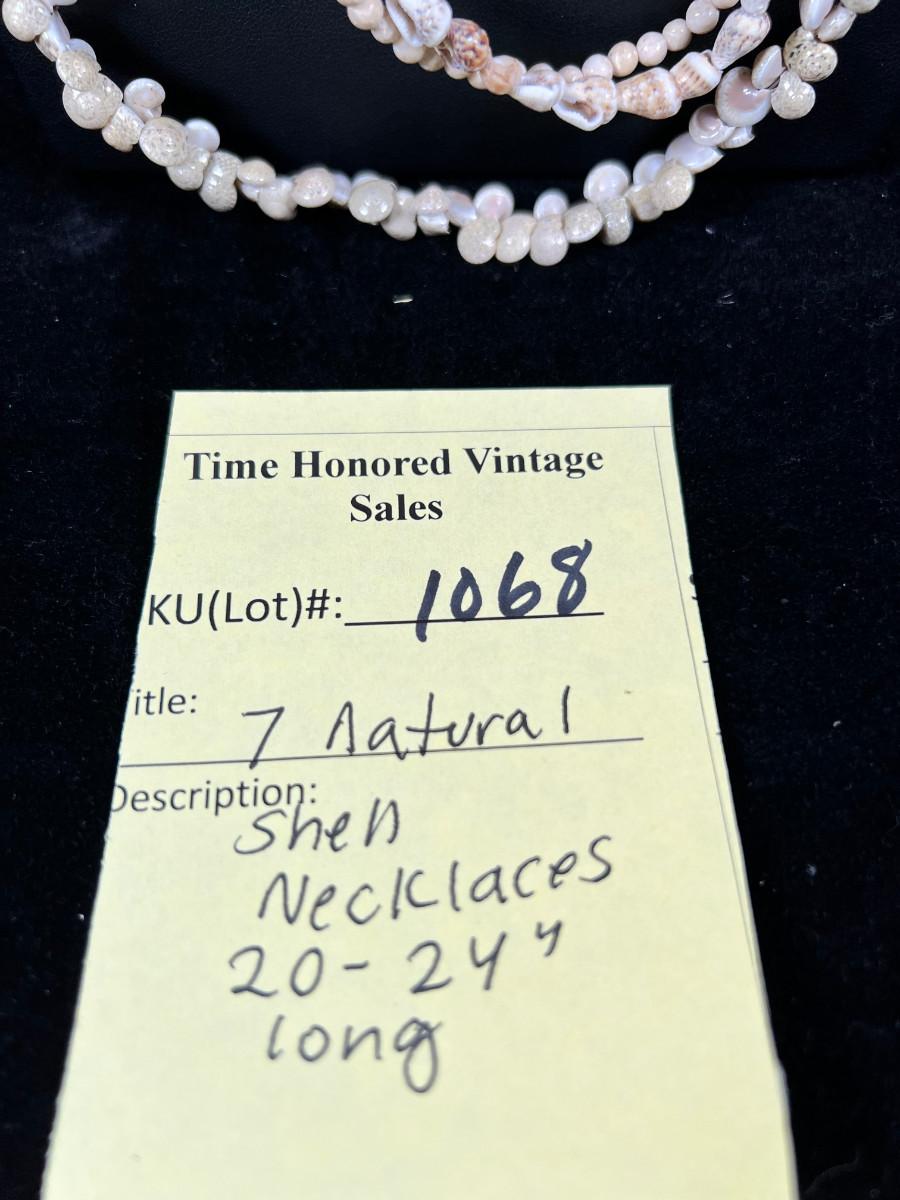 Time Honored Vintage
Sales
KU(Lot)#: 1068
itle: 7 Natural
Description:
Shell
Necklaces
20-24"
long